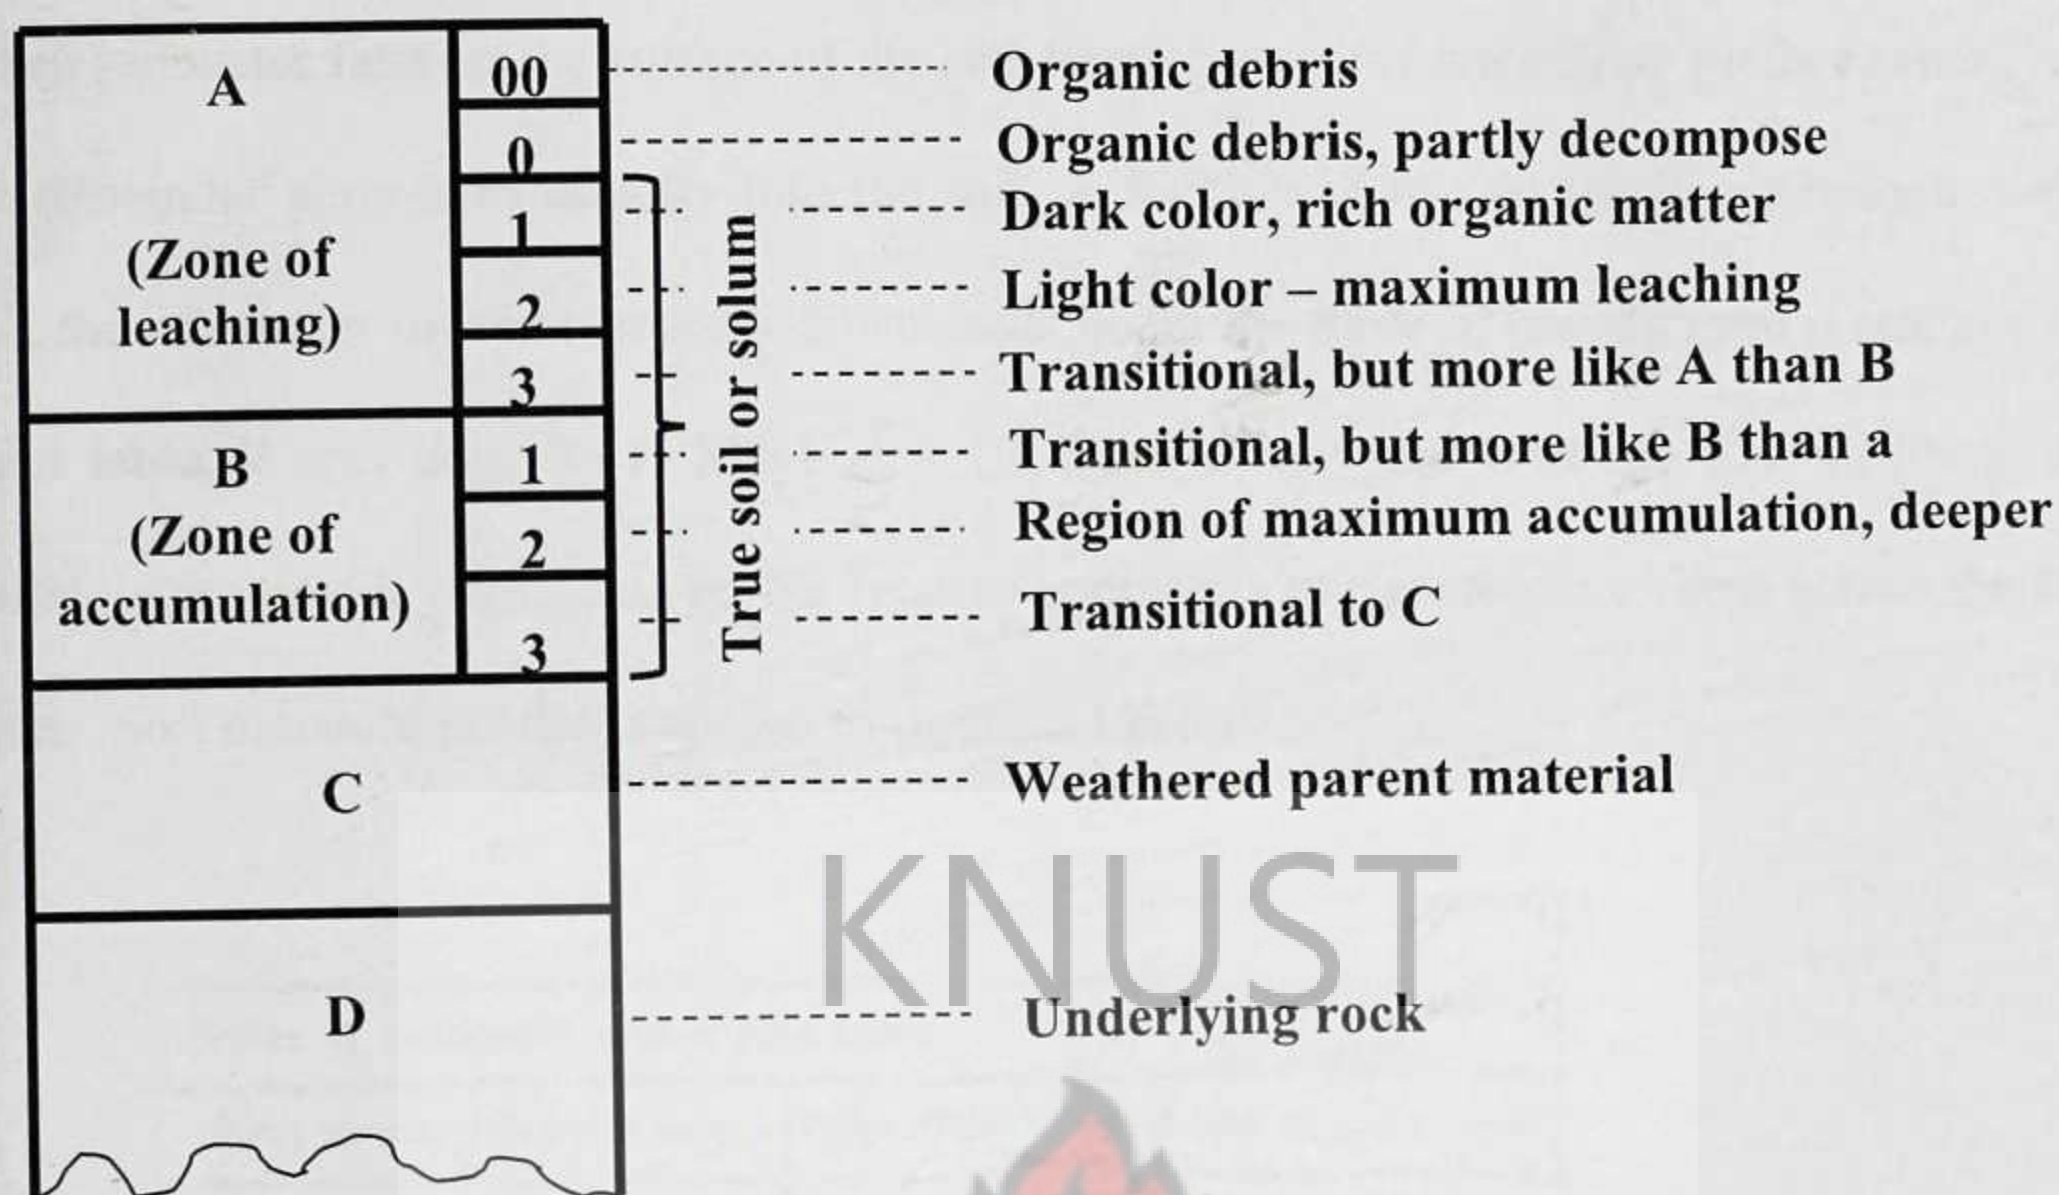 A
(Zone of
leaching)
00
0
1
2
3
B
(Zone of
accumulation)
1
2
3
C
D
True soil or solum
Organic debris
Organic debris, partly decompose
Dark color, rich organic matter
Light color – maximum leaching
Transitional, but more like A than B
Transitional, but more like B than a
Region of maximum accumulation, deeper
Transitional to C
Weathered parent material
Underlying rock
KNUST